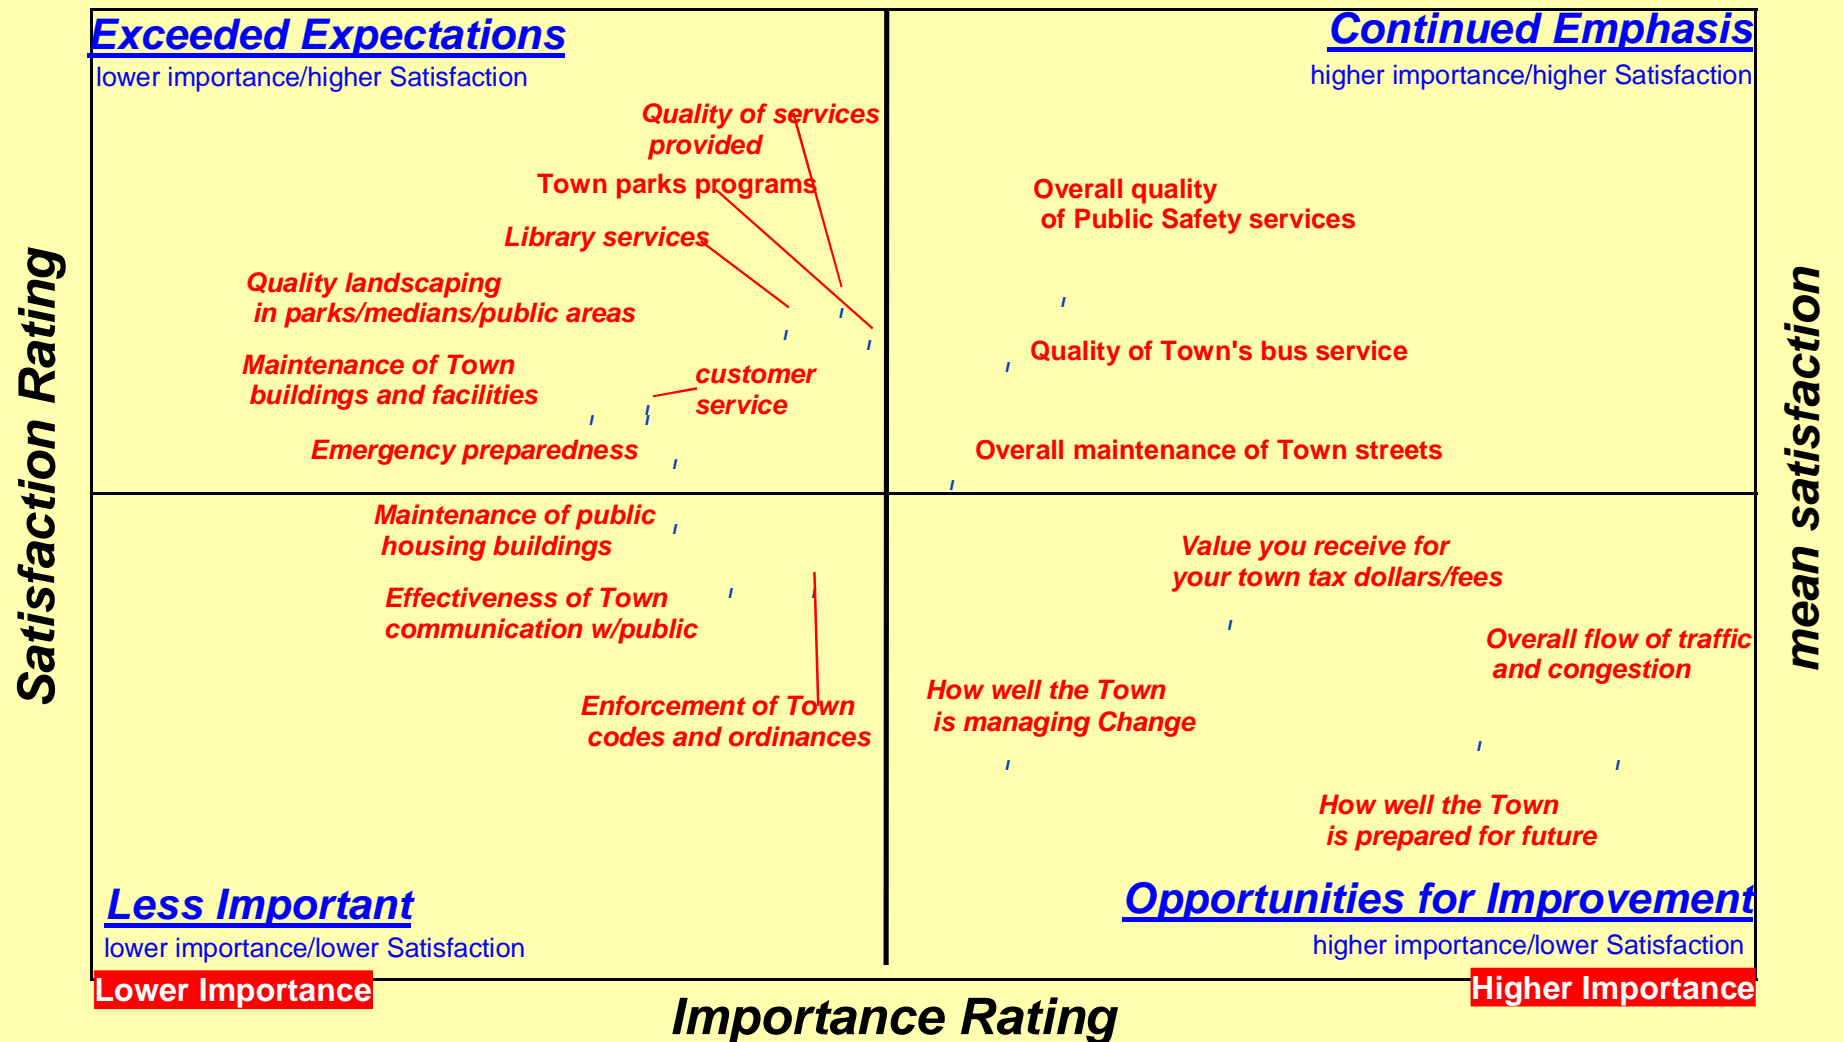 Exceeded Expectations
lower importance/higher Satisfaction
Continued Emphasis
higher importance/higher Satisfaction
Quality of services
provided
Town parks programs
Library services
Quality landscaping
in parks/medians/public areas
Maintenance of Town
buildings and facilities
customer
service
Emergency preparedness
Overall quality
of Public Safety services
Quality of Town's bus service
Overall maintenance of Town streets
Satisfaction Rating
mean satisfaction
Maintenance of public
housing buildings
Effectiveness of Town
communication w/public
Enforcement of Town
codes and ordinances
Value you receive for
your town tax dollars/fees
Overall flow of traffic
and congestion
How well the Town
is managing Change
How well the Town
is prepared for future
Less Important
lower importance/lower Satisfaction
Opportunities for Improvement
higher importance/lower Satisfaction
Lower Importance
Higher Importance
Importance Rating